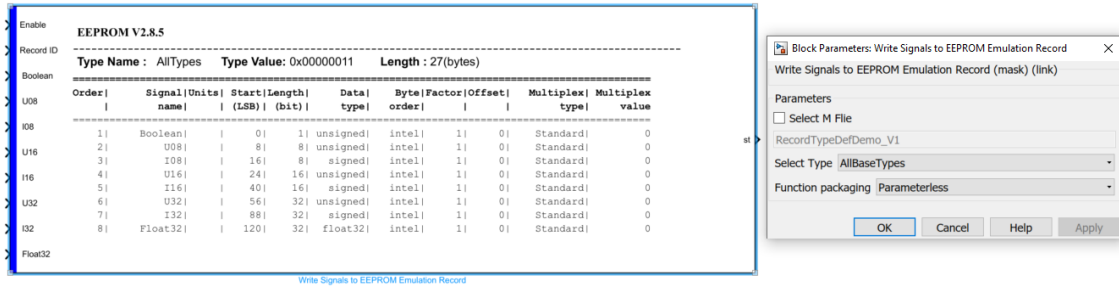 Enable
Record ID
Boolean
U08
I08
U16
I16
U32
I32
Float32
EEPROM V2.8.5
Type Name : AllTypes Type Value: 0x00000011 Length : 27(bytes)
Order| Signal|Units| Start|Length| Data| Byte|Factor|Offset| Multiplex| Multiplex
| name| | (LSB)| (bit)| type| order| | | type| value
1| Boolean| | 0| 1| unsigned| intel| 1| 0| Standard| 0
2| U08| | 8| 8| unsigned| intel| 1| 0| Standard| 0
3| I08| | 16| 8| signed| intel| 1| 0| Standard| 0
4| U16| | 24| 16| unsigned| intel| 1| 0| Standard| 0
5| I16| | 40| 16| signed| intel| 1| 0| Standard| 0
6| U32| | 56| 32| unsigned| intel| 1| 0| Standard| 0
7| I32| | 88| 32| signed| intel| 1| 0| Standard| 0
8| Float32| | 120| 32| float32| intel| 1| 0| Standard| 0
st
Write Signals to EEPROM Emulation Record
Block Parameters: Write Signals to EEPROM Emulation Record
Write Signals to EEPROM Emulation Record (mask) (link)
Parameters
Select M Flie
RecordTypeDefDemo_V1
Select Type AllBaseTypes
Function packaging Parameterless
OK Cancel Help Apply